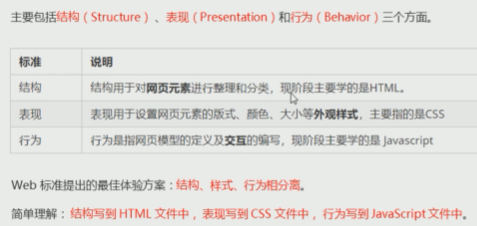 主要包括结构（Structure）、表现（Presentation）和行为（Behavior）三个方面。
标准 说明
结构 结构用于对网页元素进行整理和分类，现阶段主要学的是HTML。
表现 表现用于设置网页元素的版式、颜色、大小等外观样式，主要指的是CSS
行为 行为是指网页模型的定义及交互的编写，现阶段主要学的是 Javascript
Web 标准提出的最佳体验方案：结构、样式、行为相分离。
简单理解：结构写到 HTML 文件中，表现写到 CSS 文件中，行为写到 JavaScript 文件中。